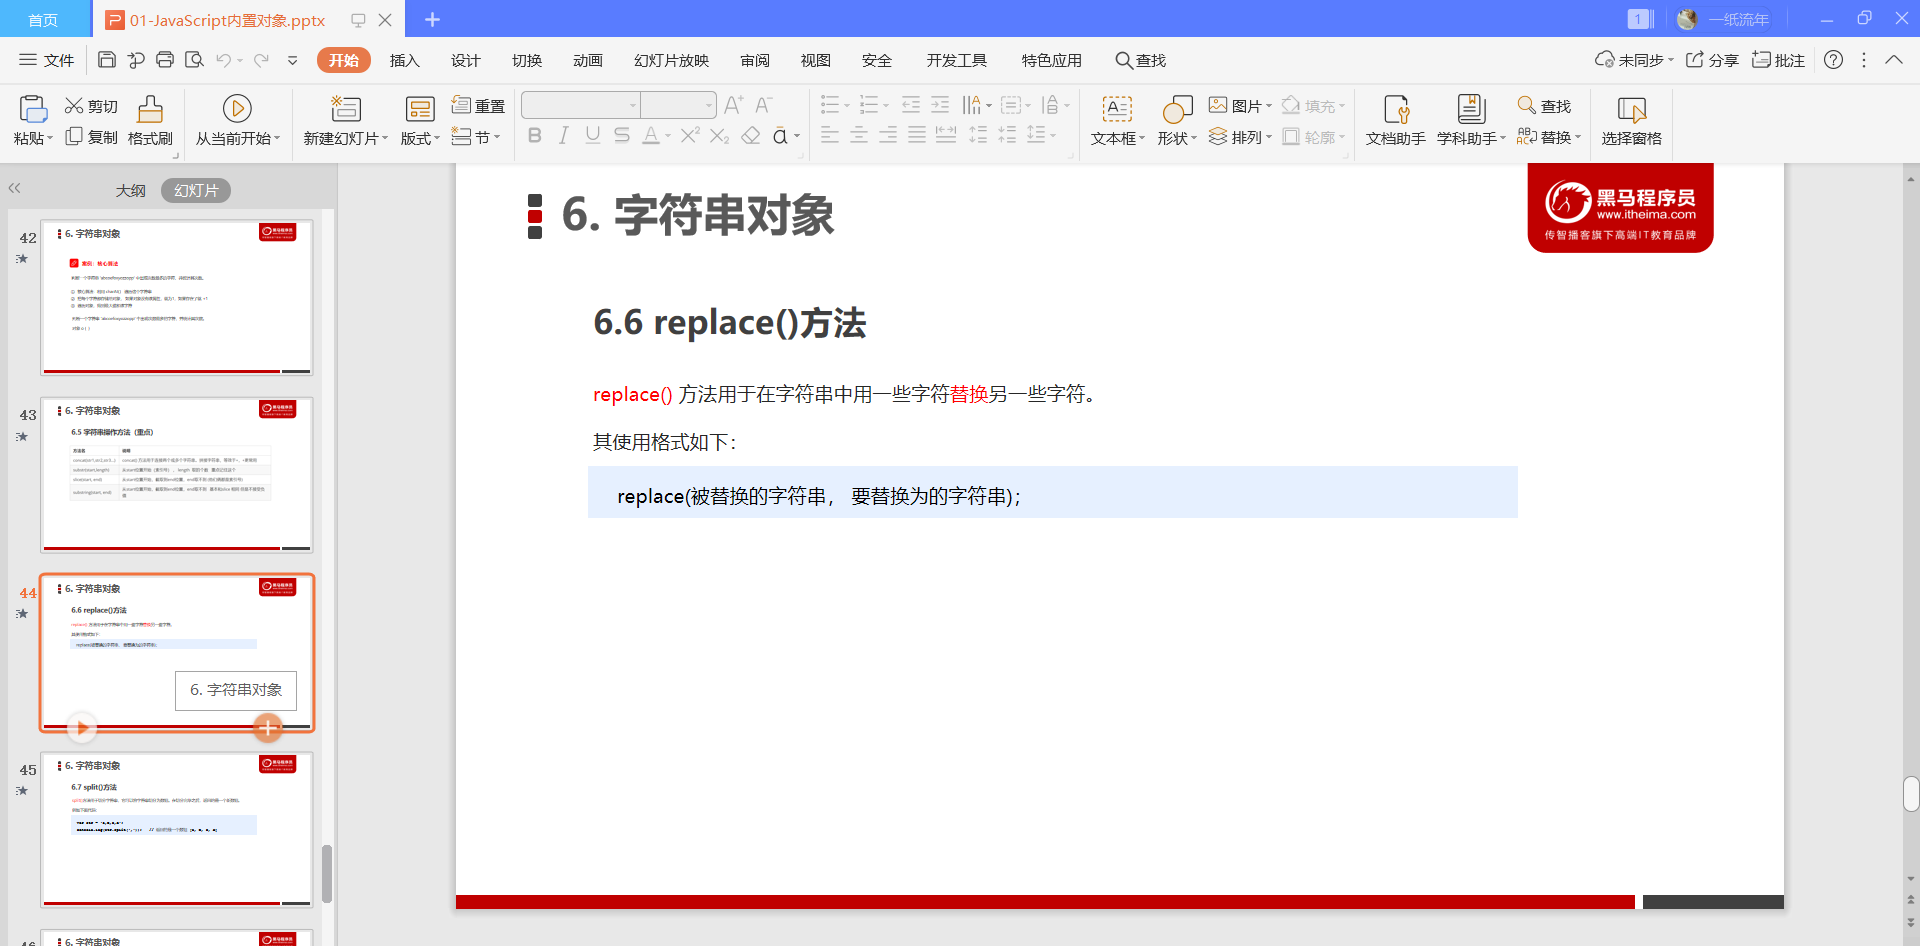 首页
01-JavaScript内置对象.pptx
1
一纸流年
文件
开始
插入
设计
切换
动画
幻灯片放映
审阅
视图
安全
开发工具
特色应用
查找
未同步
分享
批注
粘贴
剪切
复制
格式刷
从当前开始
新建幻灯片
版式
重置
节
文本框
形状
图片
排列
填充
轮廓
文档助手
学科助手
查找
替换
选择窗格
大纲
幻灯片
42
6. 字符串对象
43
6. 字符串对象
6.5 字符串操作方法（重点）
44
6. 字符串对象
6.6 replace()方法
6. 字符串对象
45
6. 字符串对象
6.7 split()方法
46
6. 字符串对象
6. 字符串对象
黑马程序员
www.itheima.com
传智播客旗下高端IT教育品牌
6.6 replace()方法
replace() 方法用于在字符串中用一些字符替换另一些字符。
其使用格式如下：
replace(被替换的字符串， 要替换为的字符串)；